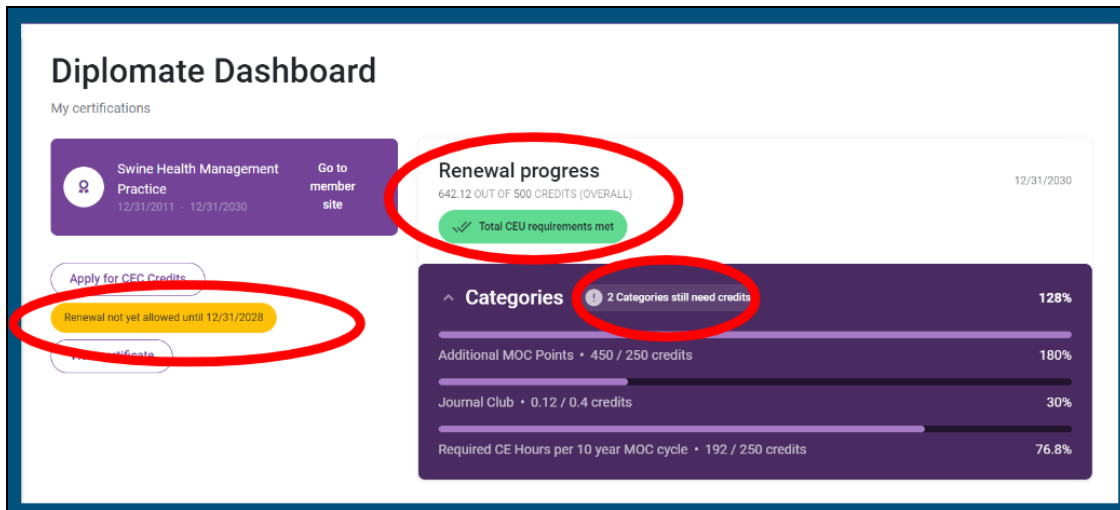 Diplomate Dashboard
My certifications
Swine Health Management
Practice
12/31/2011 - 12/31/2030
Go to
member
site
Apply for CEC Credits
Renewal not yet allowed until 12/31/2028
Renewal progress
642.12 OUT OF 500 CREDITS (OVERALL)
12/31/2030
Total CEU requirements met
Categories
2 Categories still need credits
128%
Additional MOC Points • 450 / 250 credits
180%
Journal Club • 0.12 / 0.4 credits
30%
Required CE Hours per 10 year MOC cycle • 192 / 250 credits
76.8%